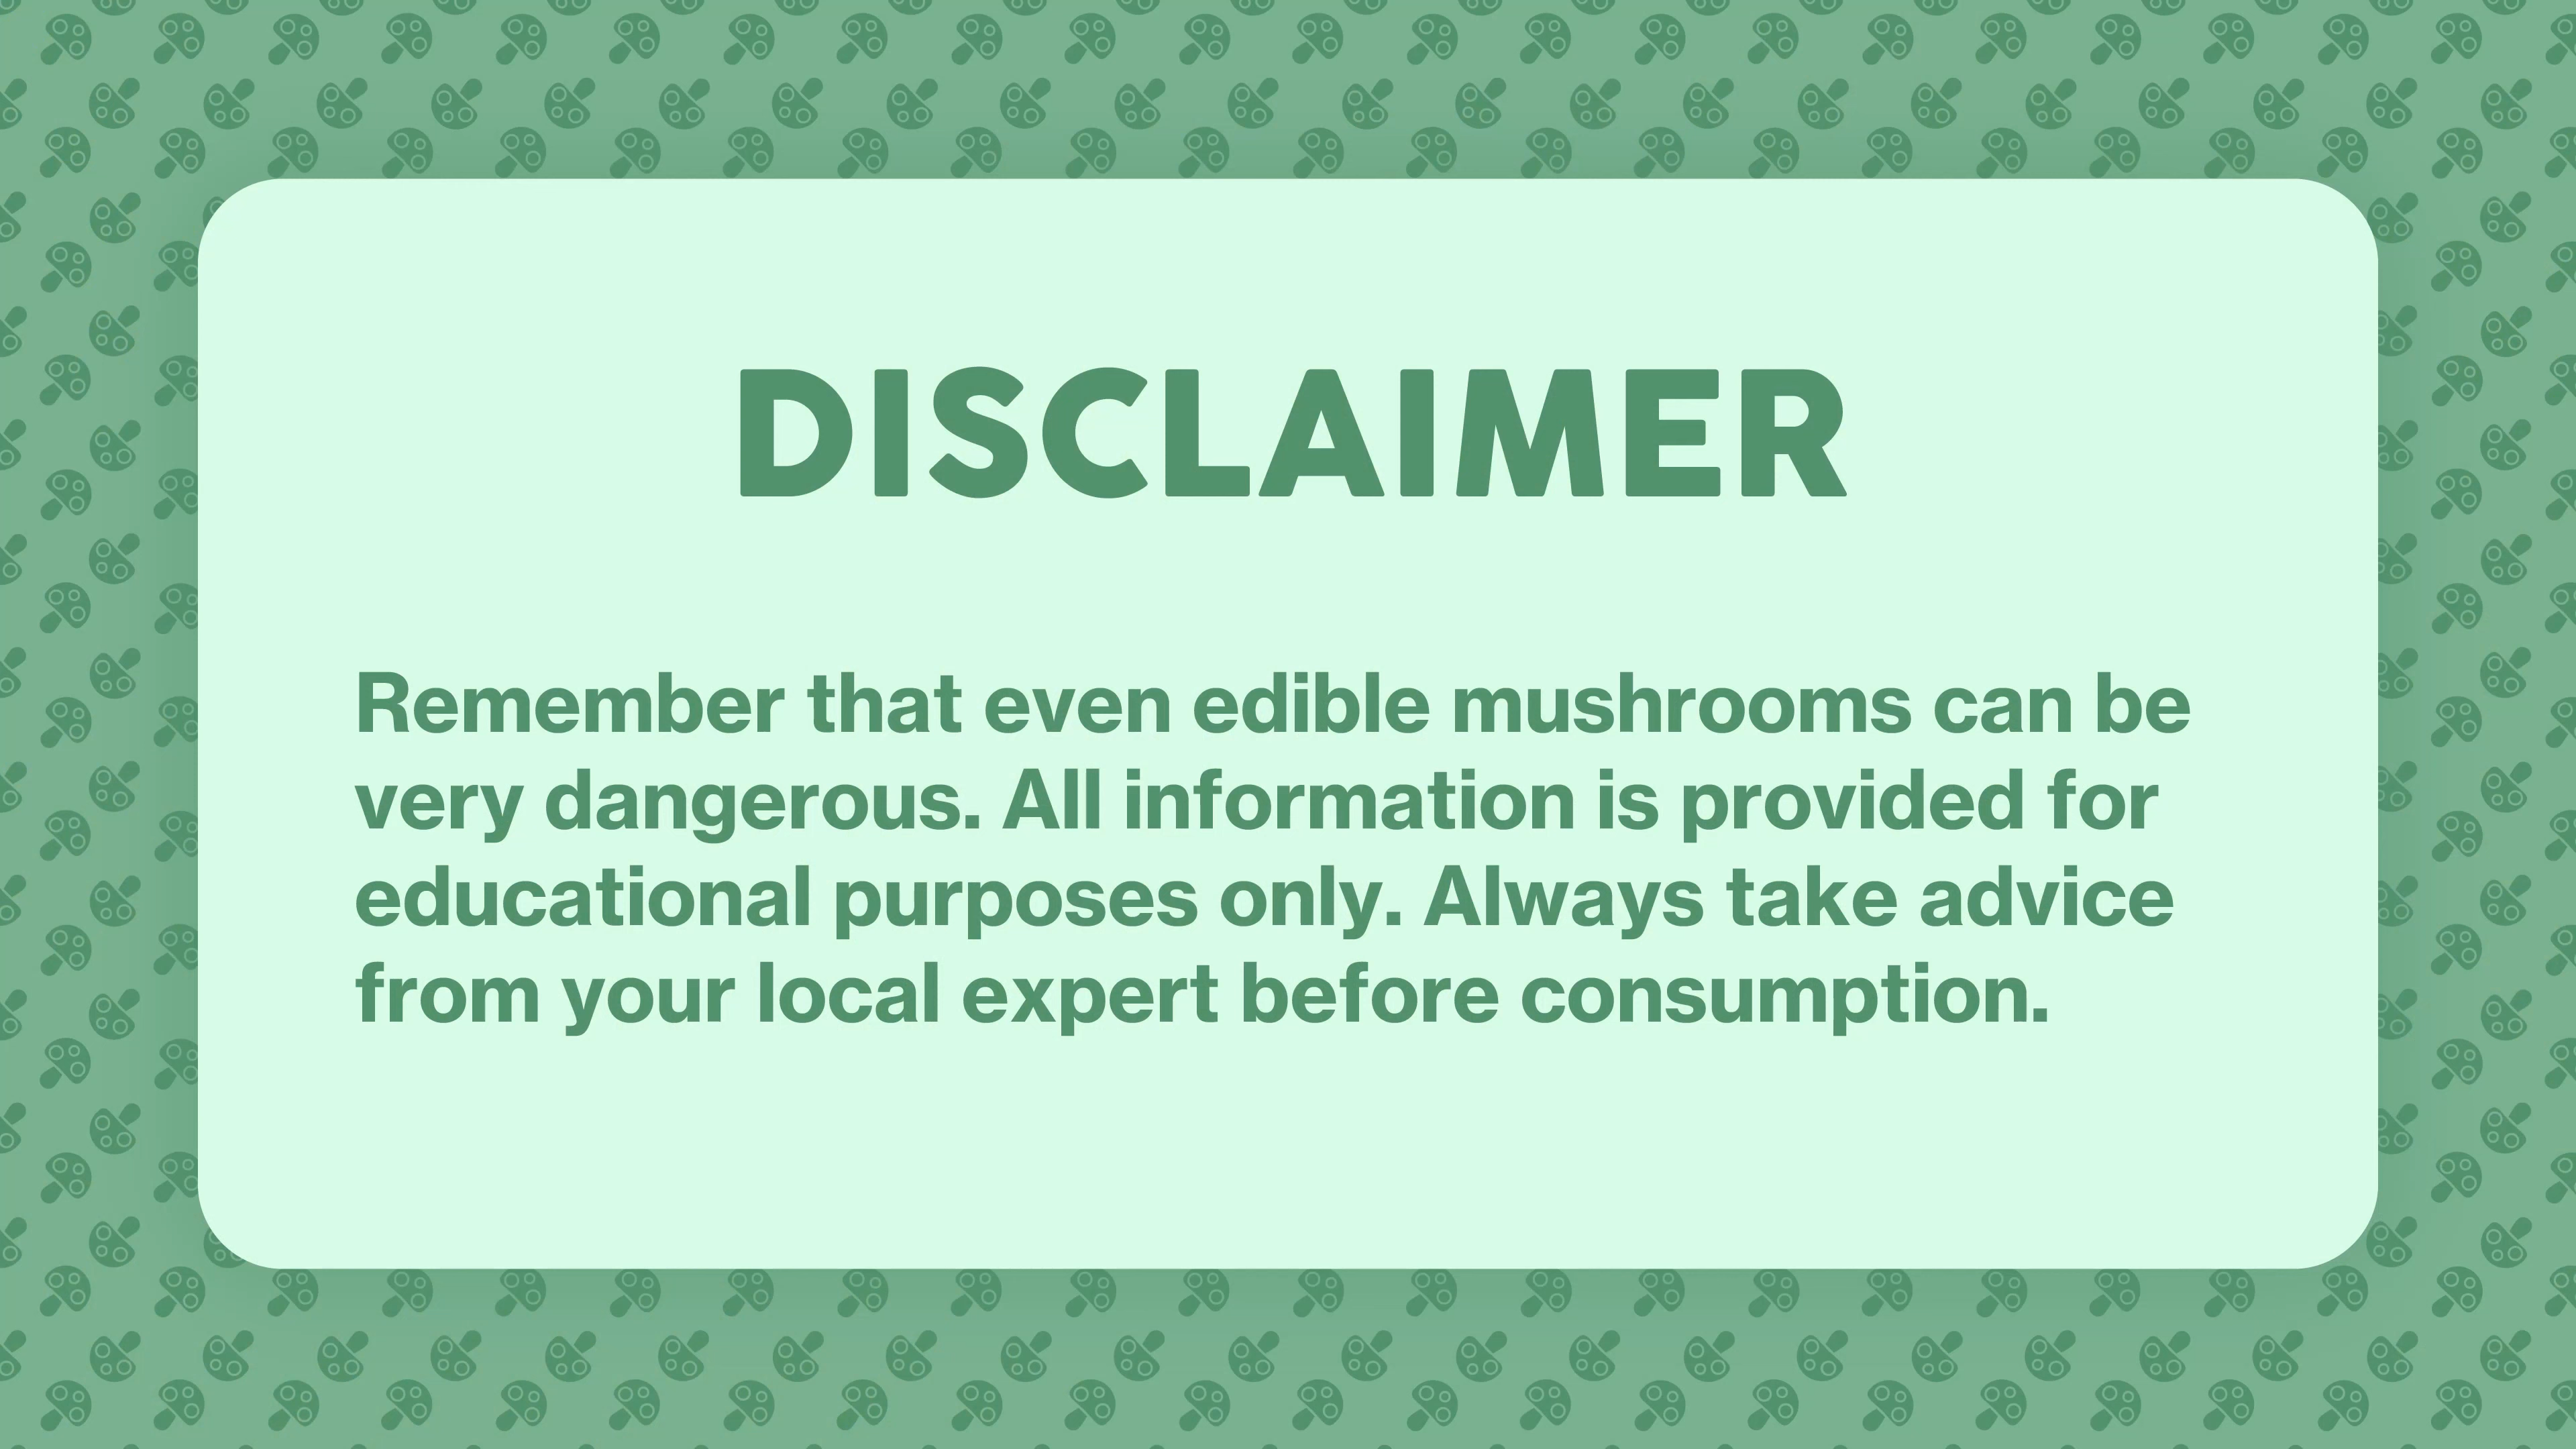 DISCLAIMER
Remember that even edible mushrooms can be
very dangerous. All information is provided for
educational purposes only. Always take advice
from your local expert before consumption.